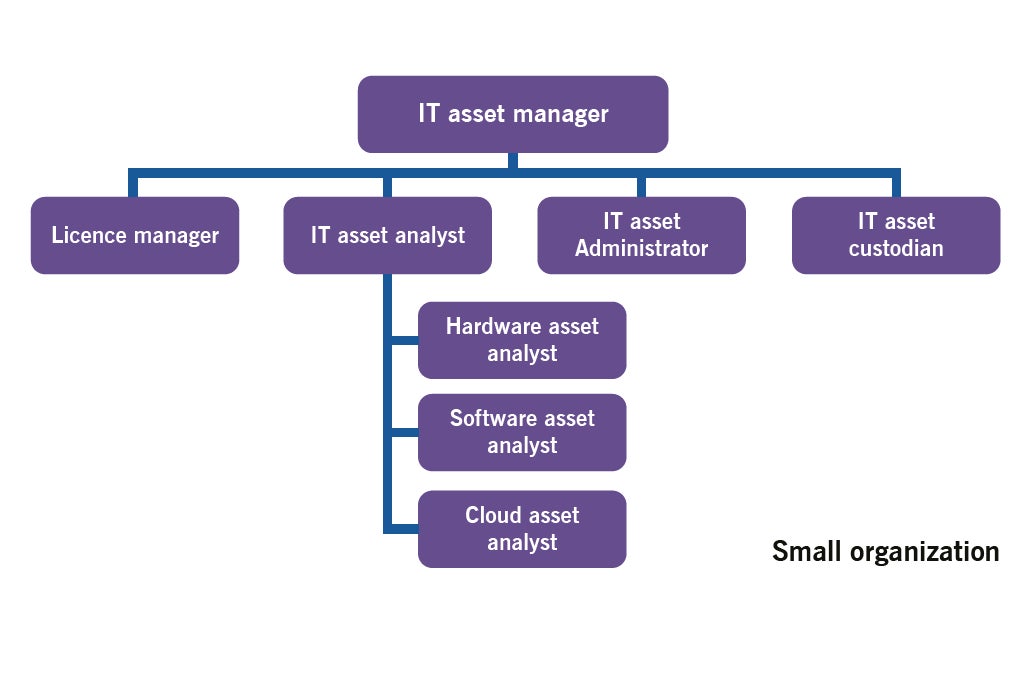 IT asset manager
Licence manager
IT asset analyst
IT asset
Administrator
IT asset
custodian
Hardware asset
analyst
Software asset
analyst
Cloud asset
analyst
Small organization